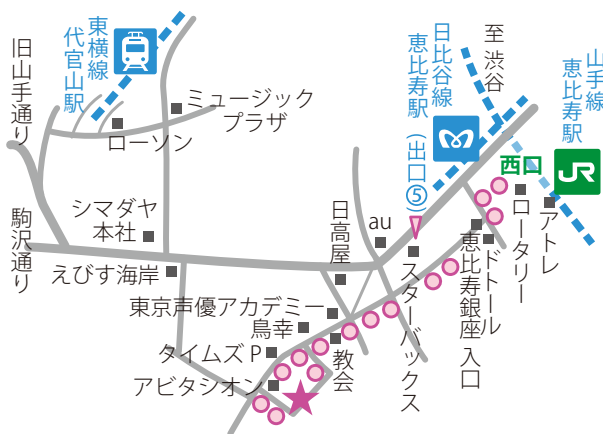 東横線
代官山駅
旧山手通り
ミュージック
プラザ
ローソン
駒沢通り
シマダヤ
本社
えびす海岸
日比谷線
恵比寿駅
(出口⑤)
至 渋谷
山手線
恵比寿駅
西口
JR
アトレ
ロータリー
ドトール
恵比寿銀座 入口
au
スターバックス
日高屋
東京声優アカデミー
鳥幸
教会
タイムズ P
アビタシオン